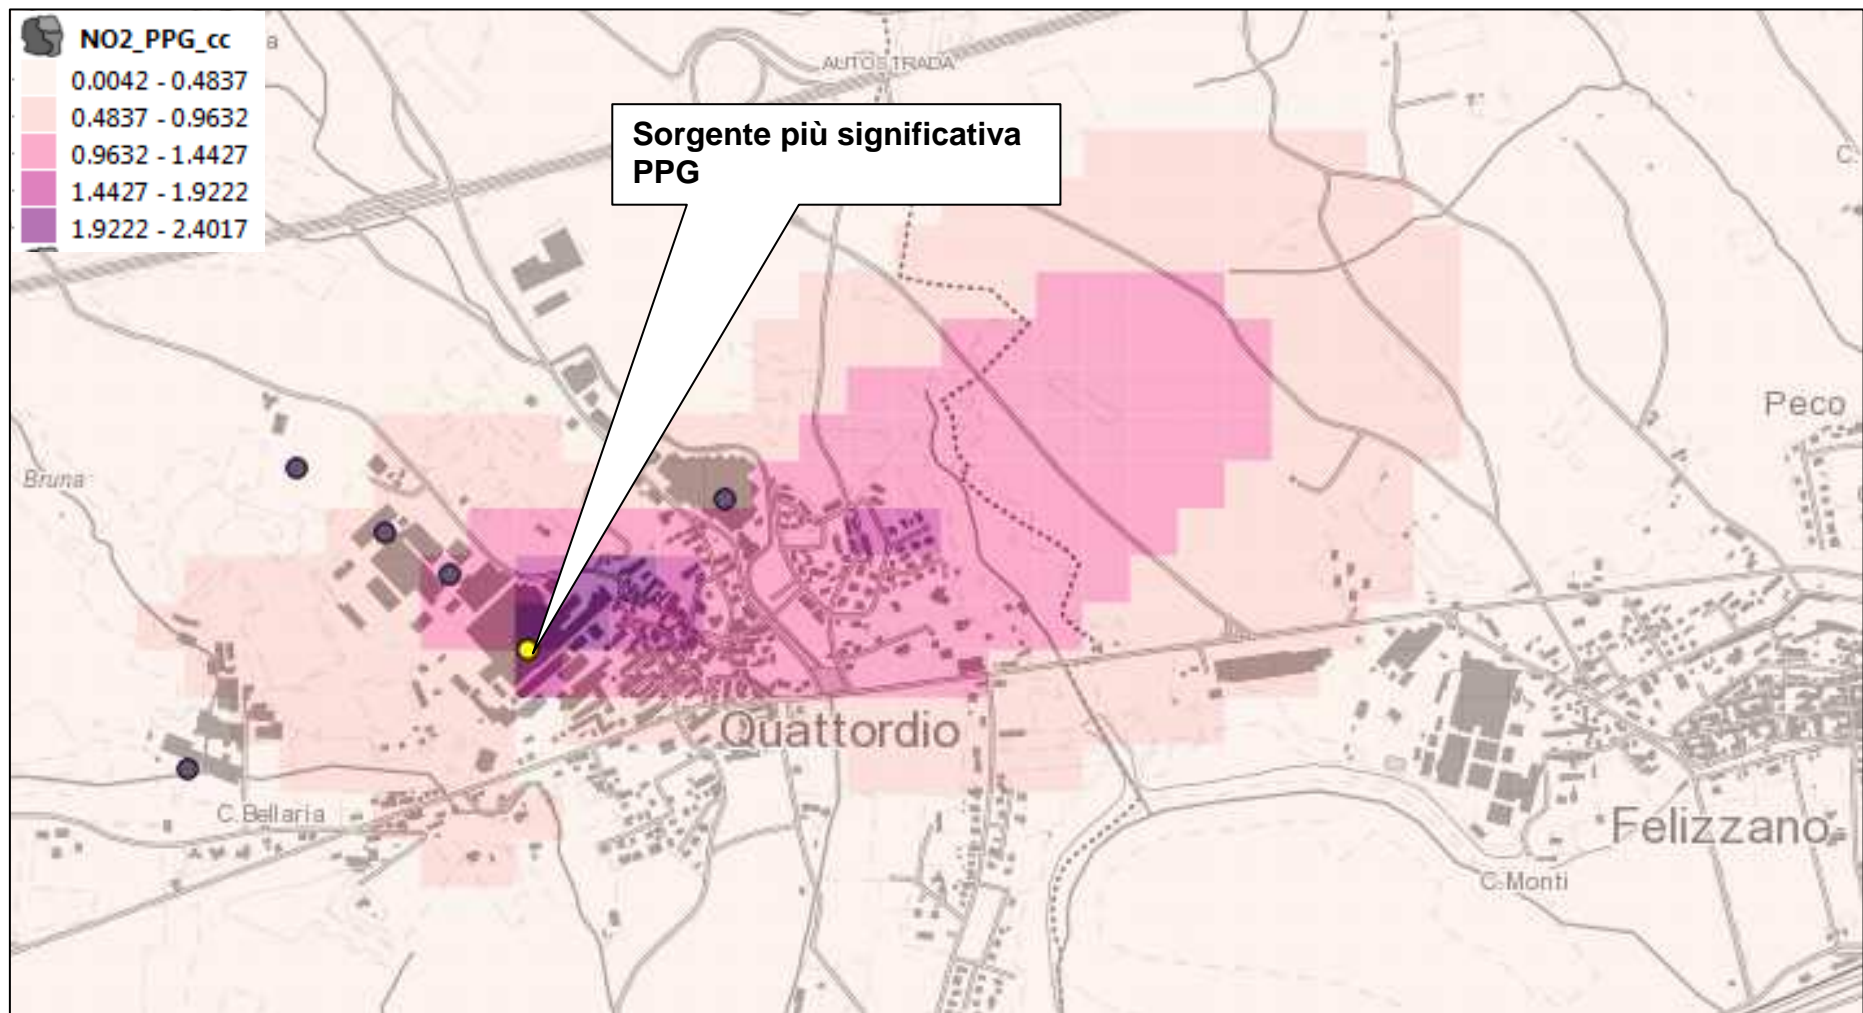 NO2_PPG_cc
a
0.0042 - 0.4837
0.4837 - 0.9632
0.9632 - 1.4427
1.4427 - 1.9222
1.9222 - 2.4017
AUTOSTRADA
Sorgente più significativa
PPG
C.
Peco
Bruna
Quattordio
C. Bellaria
Felizzano
C. Monti